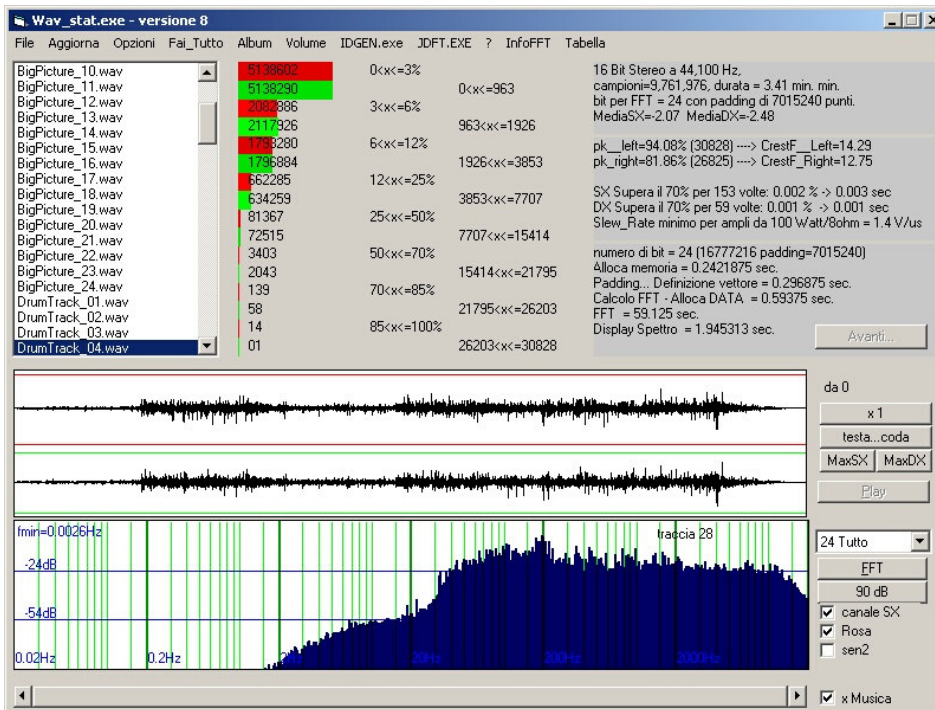 Wav_stat.exe - versione 8
File Aggiorna Opzioni Fai_Tutto Album Volume IDGEN.exe JDFT.EXE ? InfoFFT Tabella
BigPicture_10.wav
BigPicture_11.wav
BigPicture_12.wav
BigPicture_13.wav
BigPicture_14.wav
BigPicture_15.wav
BigPicture_16.wav
BigPicture_17.wav
BigPicture_18.wav
BigPicture_19.wav
BigPicture_20.wav
BigPicture_21.wav
BigPicture_22.wav
BigPicture_23.wav
BigPicture_24.wav
DrumTrack_01.wav
DrumTrack_02.wav
DrumTrack_03.wav
DrumTrack_04.wav
5138602 0<x<=3%
5138290 0<x<=963
2082886 3<x<=6%
2117926 963<x<=1926
1793280 6<x<=12%
1796884 1926<x<=3853
662285 12<x<=25%
634259 3853<x<=7707
81367 25<x<=50%
72515 7707<x<=15414
3403 50<x<=70%
2043 15414<x<=21795
139 70<x<=85%
58 21795<x<=26203
14 85<x<=100%
01 26203<x<=30828
16 Bit Stereo a 44,100 Hz,
campioni=9,761,976, durata = 3.41 min. min.
bit per FFT = 24 con padding di 7015240 punti.
MediaSX=-2.07 MediaDX=-2.48
pk__left=94.08% (30828) ----> CrestF__Left=14.29
pk_right=81.86% (26825) ----> CrestF_Right=12.75
SX Supera il 70% per 153 volte: 0.002 % -> 0.003 sec
DX Supera il 70% per 59 volte: 0.001 % -> 0.001 sec
Slew_Rate minimo per ampli da 100 Watt/8ohm = 1.4 V/us
numero di bit = 24 (16777216 padding=7015240)
Alloca memoria = 0.2421875 sec.
Padding... Definizione vettore = 0.296875 sec.
Calcolo FFT - Alloca DATA = 0.59375 sec.
FFT = 59.125 sec.
Display Spettro = 1.945313 sec.
Avanti...
da 0
x 1
testa...coda
MaxSX MaxDX
Play
fmin=0.0026Hz
traccia 28
-24dB
-54dB
0.02Hz 0.2Hz 2Hz 20Hz 200Hz 2000Hz
24 Tutto
FFT
90 dB
canale SX
Rosa
sen2
x Musica